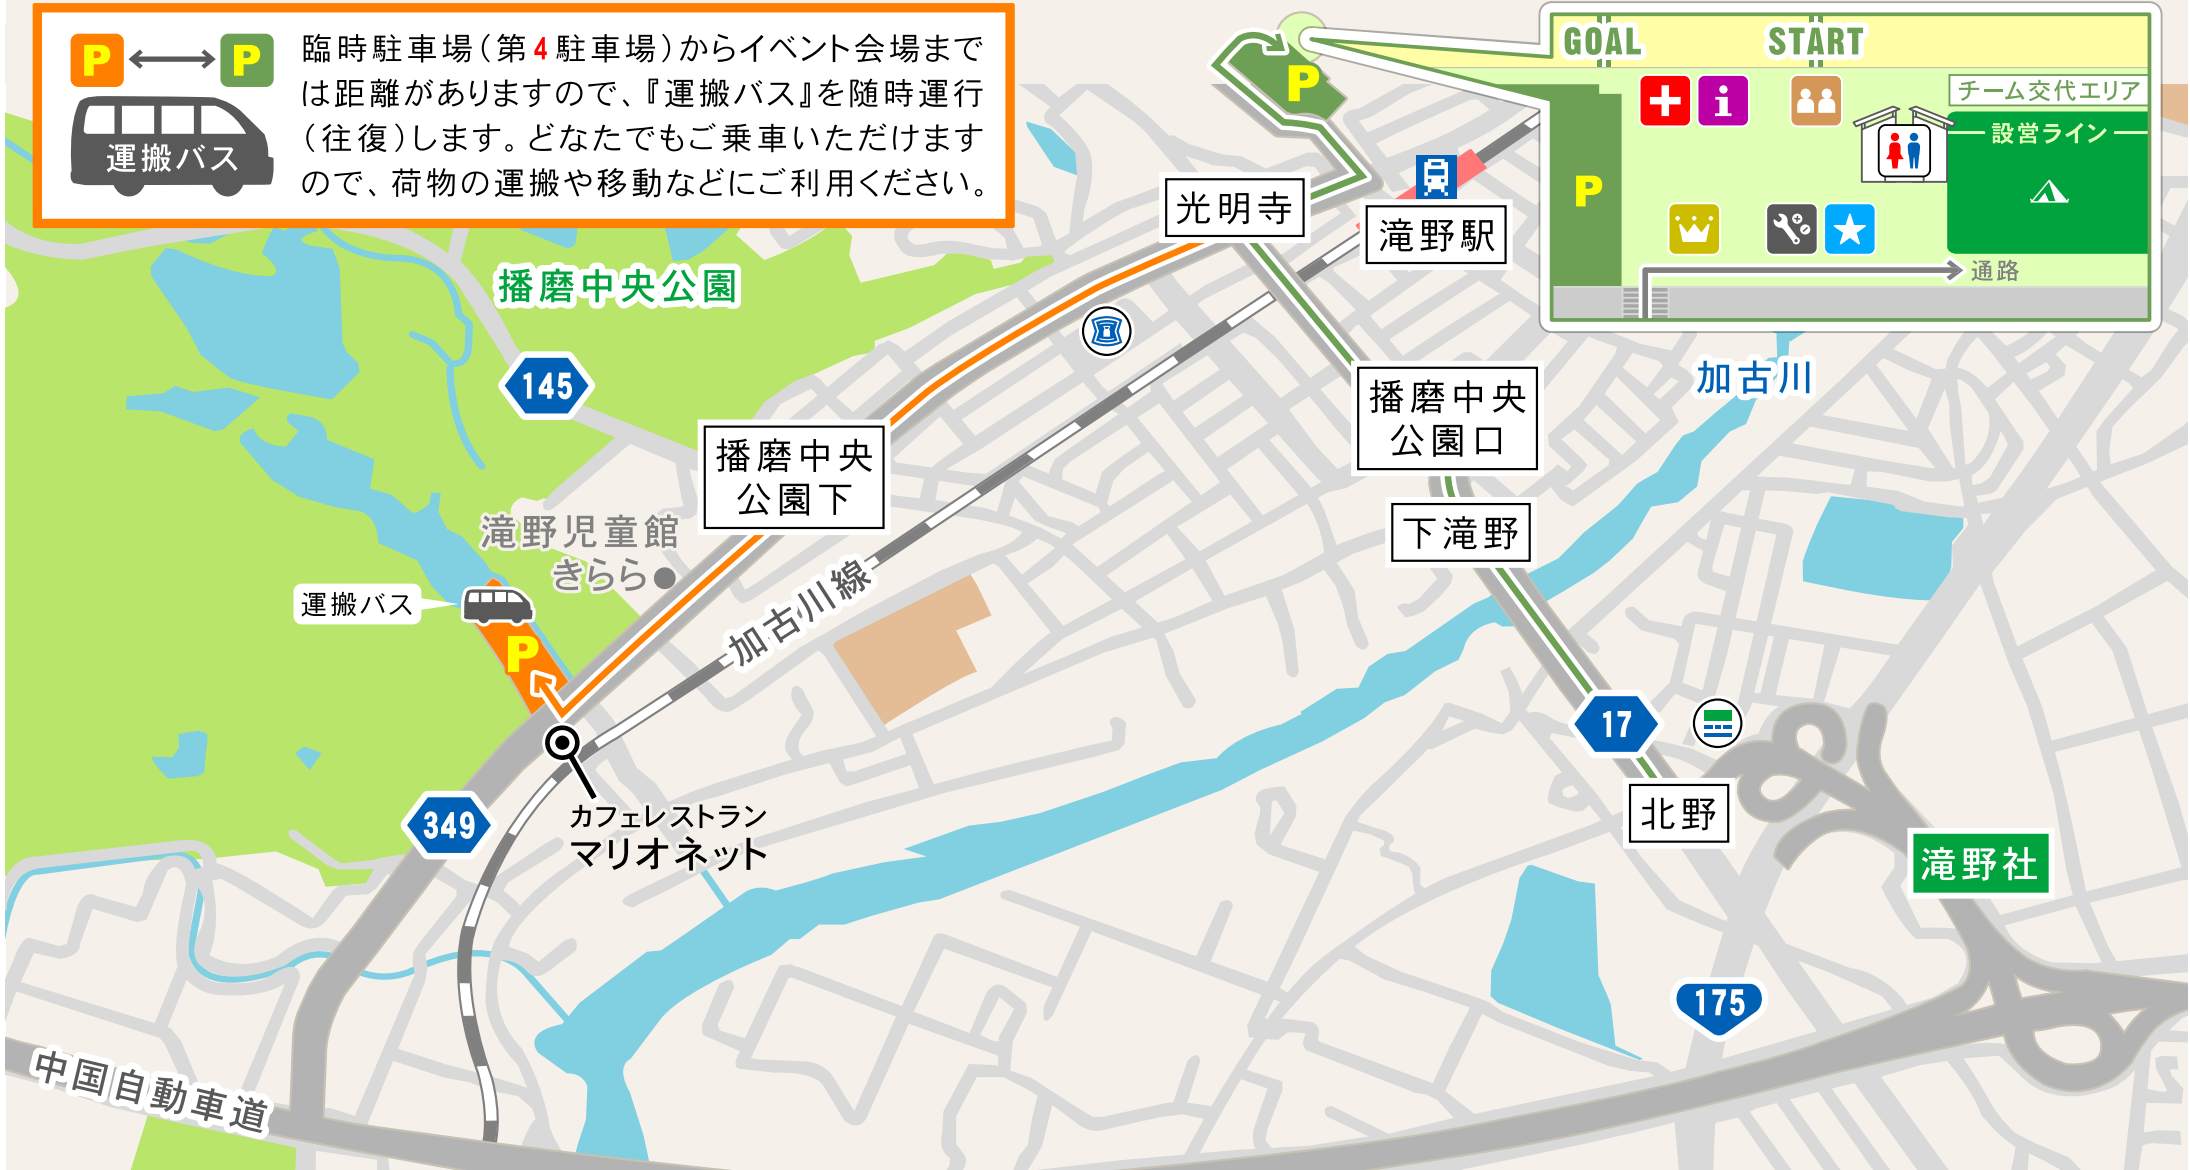 P P
臨時駐車場(第4駐車場)からイベント会場まで
は距離がありますので、『運搬バス』を随時運行
(往復)します。どなたでもご乗車いただけます
ので、荷物の運搬や移動などにご利用ください。
運搬バス
P
GOAL START
チーム交代エリア
設営ライン
P
通路
光明寺
滝野駅
播磨中央公園
145
加古川
播磨中央
公園口
播磨中央
公園下
下滝野
滝野児童館
きらら
運搬バス
P
加古川線
17
北野
349
カフェレストラン
マリオネット
滝野社
175
中国自動車道